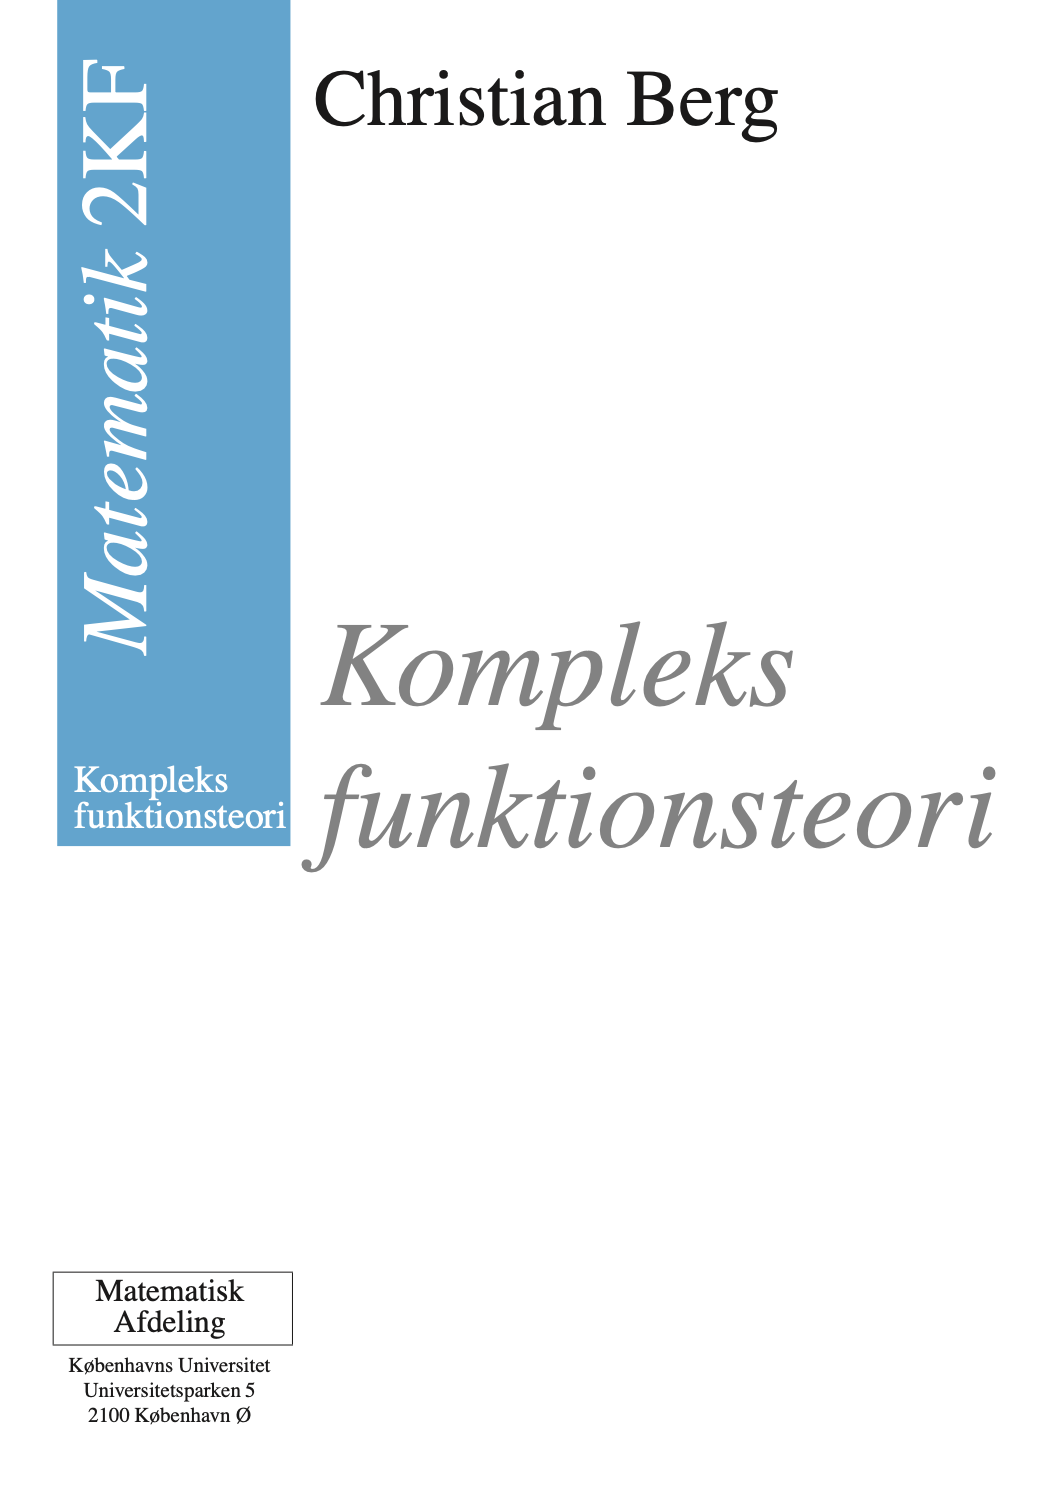 Matematik 2KF
Christian Berg
Kompleks
funktionsteori
Kompleks
funktionsteori
Matematisk
Afdeling
Københavns Universitet
Universitetsparken 5
2100 København Ø